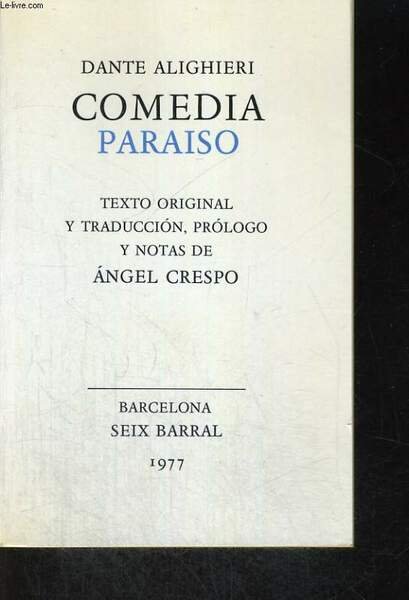 Le-livre.com
DANTE ALIGHIERI
COMEDIA
PARAISO
TEXTO ORIGINAL
Y TRADUCCIÓN, PRÓLOGO
Y NOTAS DE
ÁNGEL CRESPO
BARCELONA
SEIX BARRAL
1977